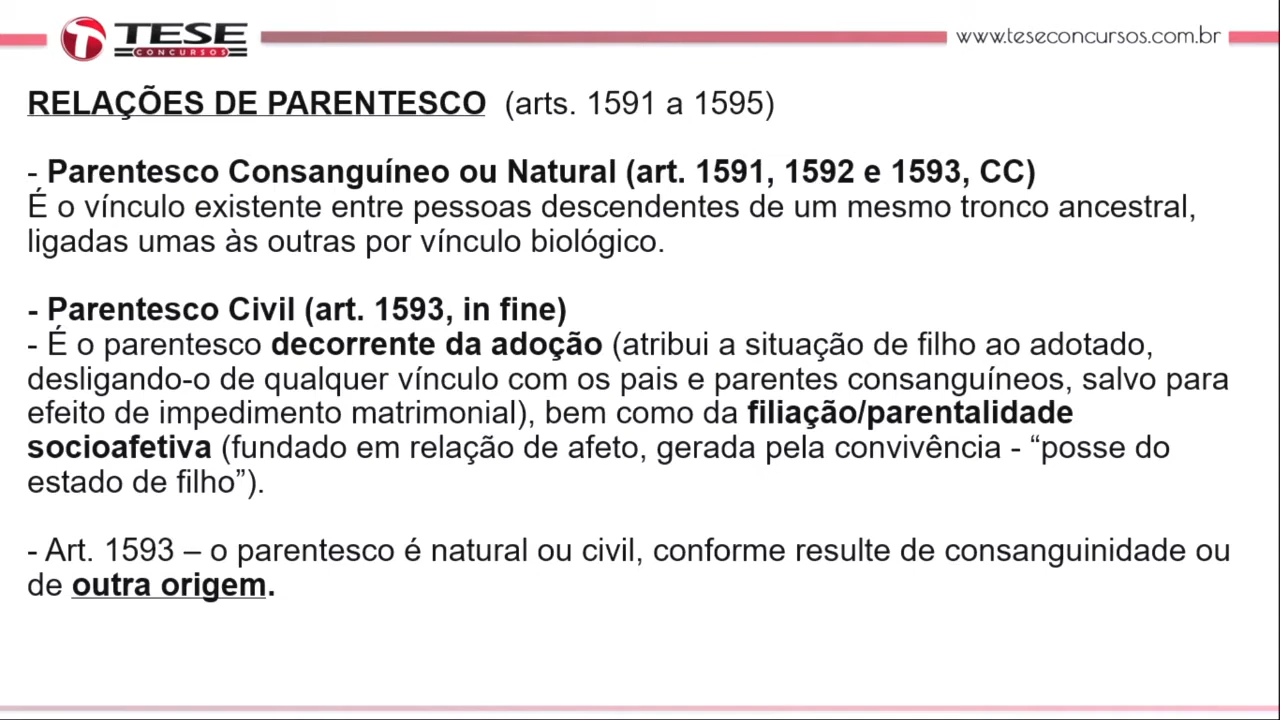 TESE
CONCURSOS
www.teseconcursos.com.br
RELAÇÕES DE PARENTESCO (arts. 1591 a 1595)
- Parentesco Consanguíneo ou Natural (art. 1591, 1592 e 1593, CC)
É o vínculo existente entre pessoas descendentes de um mesmo tronco ancestral,
ligadas umas às outras por vínculo biológico.
- Parentesco Civil (art. 1593, in fine)
- É o parentesco decorrente da adoção (atribui a situação de filho ao adotado,
desligando-o de qualquer vínculo com os pais e parentes consanguíneos, salvo para
efeito de impedimento matrimonial), bem como da filiação/parentalidade
socioafetiva (fundado em relação de afeto, gerada pela convivência - “posse do
estado de filho”).
- Art. 1593 – o parentesco é natural ou civil, conforme resulte de consanguinidade ou
de outra origem.